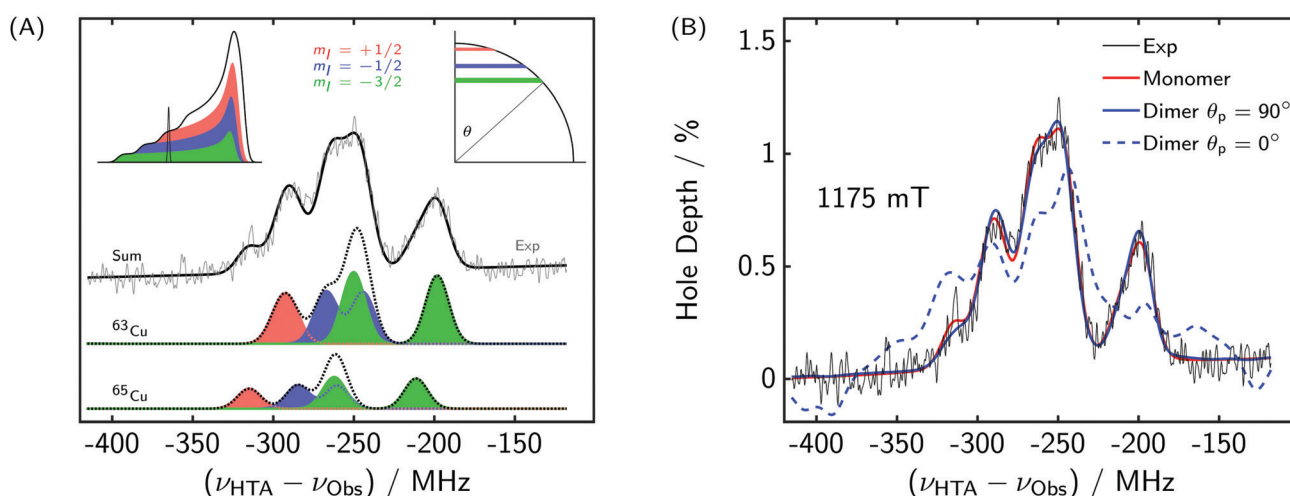 (A)
m_I = +1/2
m_I = −1/2
m_I = −3/2
θ
Sum
Exp
⁶³Cu
⁶⁵Cu
-400 -350 -300 -250 -200 -150
(ν_HTA − ν_Obs) / MHz
(B)
1.5
1
0.5
0
Hole Depth / %
Exp
Monomer
Dimer θ_p = 90°
Dimer θ_p = 0°
1175 mT
-400 -350 -300 -250 -200 -150
(ν_HTA − ν_Obs) / MHz